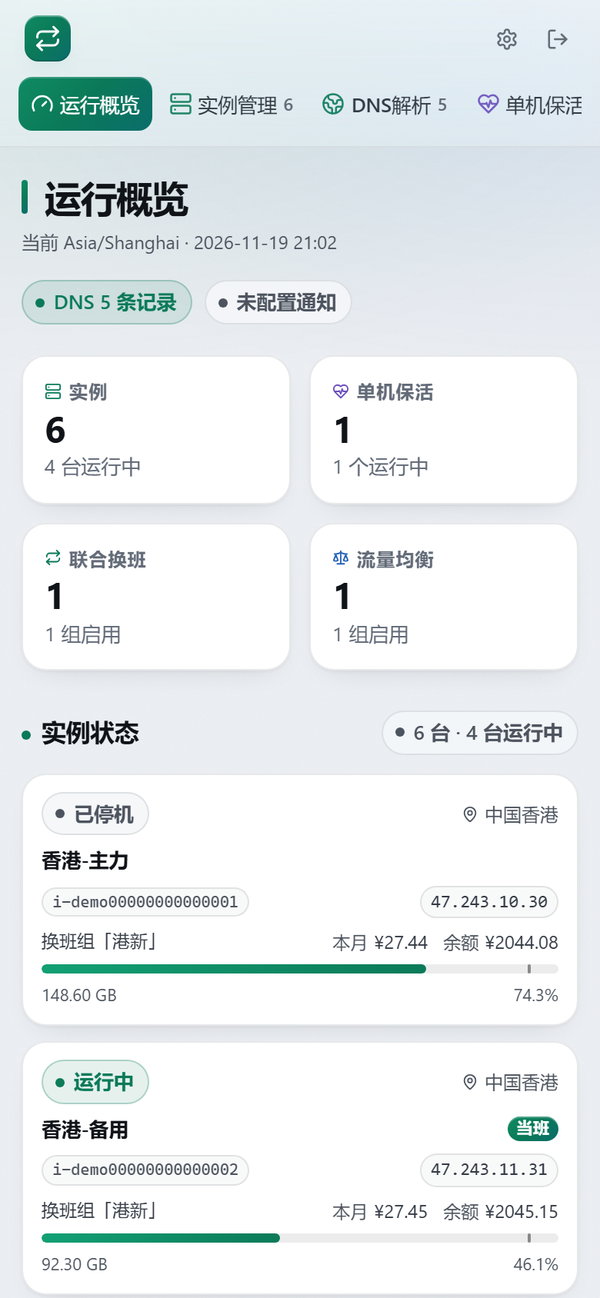 运行概览 实例管理 6 DNS解析 5 单机保活
运行概览
当前 Asia/Shanghai · 2026-11-19 21:02
DNS 5 条记录 未配置通知
实例
6
4 台运行中
单机保活
1
1 个运行中
联合换班
1
1 组启用
流量均衡
1
1 组启用
实例状态 6 台 · 4 台运行中
已停机 中国香港
香港-主力
i-demo00000000000001 47.243.10.30
换班组「港新」 本月 ¥27.44 余额 ¥2044.08
148.60 GB 74.3%
运行中 中国香港
香港-备用 当班
i-demo00000000000002 47.243.11.31
换班组「港新」 本月 ¥27.45 余额 ¥2045.15
92.30 GB 46.1%